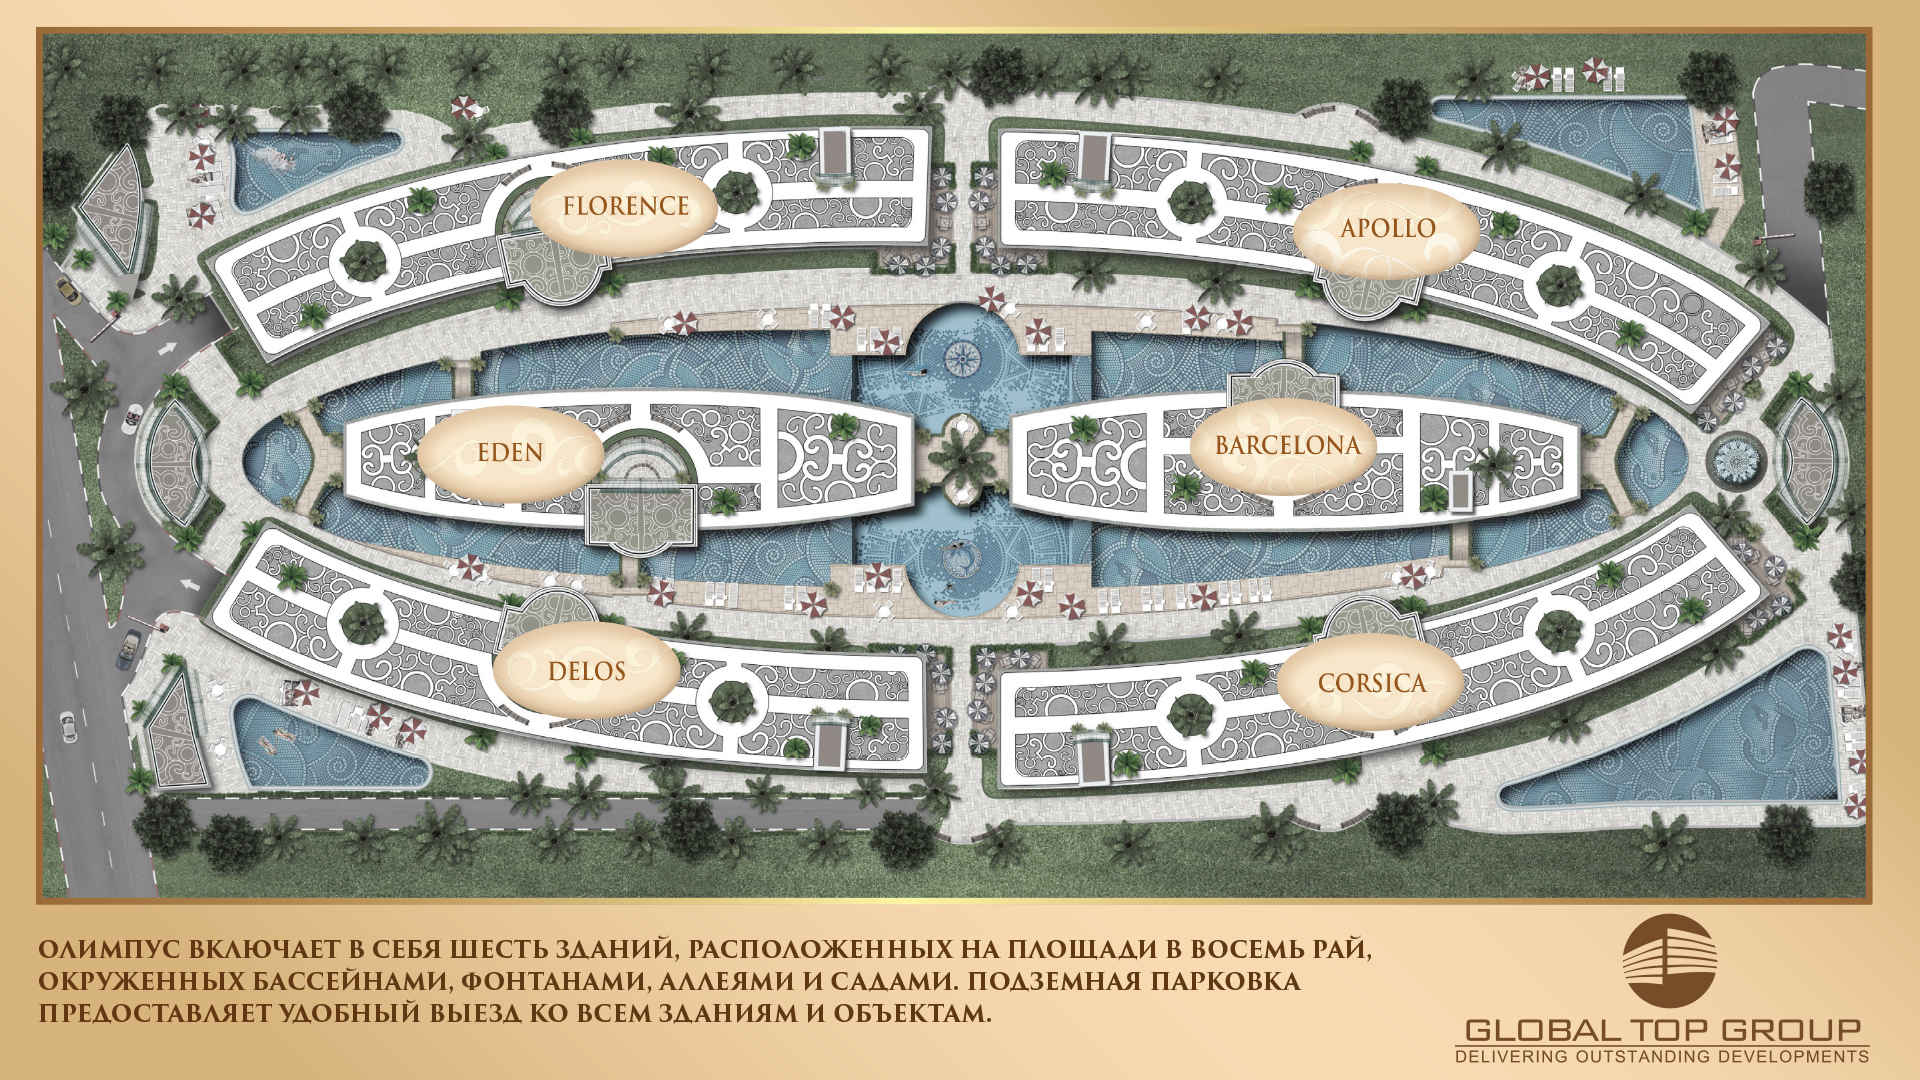 FLORENCE
APOLLO
EDEN
BARCELONA
DELOS
CORSICA
ОЛИМПУС ВКЛЮЧАЕТ В СЕБЯ ШЕСТЬ ЗДАНИЙ, РАСПОЛОЖЕННЫХ НА ПЛОЩАДИ В ВОСЕМЬ РАЙ,
ОКРУЖЕННЫХ БАССЕЙНАМИ, ФОНТАНАМИ, АЛЛЕЯМИ И САДАМИ. ПОДЗЕМНАЯ ПАРКОВКА
ПРЕДОСТАВЛЯЕТ УДОБНЫЙ ВЫЕЗД КО ВСЕМ ЗДАНИЯМ И ОБЪЕКТАМ.
GLOBAL TOP GROUP
DELIVERING OUTSTANDING DEVELOPMENTS